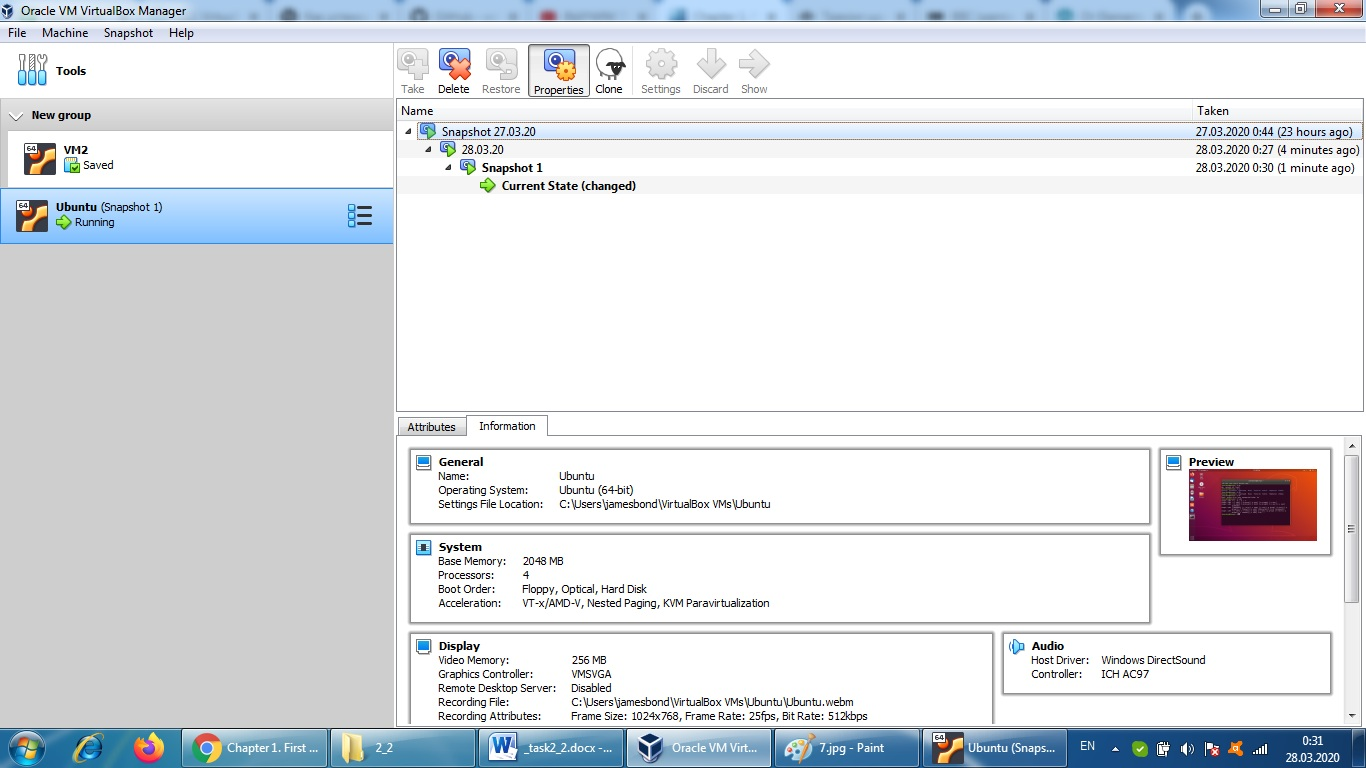 Oracle VM VirtualBox Manager
File Machine Snapshot Help
Tools
New group
64
VM2
Saved
64
Ubuntu (Snapshot 1)
Running
Take Delete Restore Properties Clone Settings Discard Show
Name Taken
Snapshot 27.03.20 27.03.2020 0:44 (23 hours ago)
28.03.20 28.03.2020 0:27 (4 minutes ago)
Snapshot 1 28.03.2020 0:30 (1 minute ago)
Current State (changed)
Attributes Information
General
Name: Ubuntu
Operating System: Ubuntu (64-bit)
Settings File Location: C:\Users\jamesbond\VirtualBox VMs\Ubuntu
Preview
System
Base Memory: 2048 MB
Processors: 4
Boot Order: Floppy, Optical, Hard Disk
Acceleration: VT-x/AMD-V, Nested Paging, KVM Paravirtualization
Display
Video Memory: 256 MB
Graphics Controller: VMSVGA
Remote Desktop Server: Disabled
Recording File: C:\Users\jamesbond\VirtualBox VMs\Ubuntu\Ubuntu.webm
Recording Attributes: Frame Size: 1024x768, Frame Rate: 25fps, Bit Rate: 512kbps
Audio
Host Driver: Windows DirectSound
Controller: ICH AC97
Chapter 1. First ... 2_2 _task2_2.docx -... Oracle VM Virt... 7.jpg - Paint 64 Ubuntu (Snaps... EN 0:31
28.03.2020